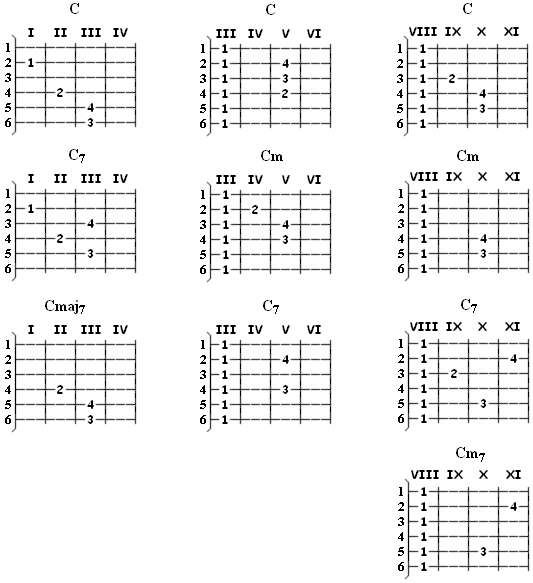 C
I II III IV
1
2 1
3
4 2
5 4
6 3
C
III IV V VI
1 1
2 1 4
3 1 3
4 1 2
5 1
6 1
C
VIII IX X XI
1 1
2 1
3 1 2
4 1 4
5 1 3
6 1
C7
I II III IV
1
2 1
3 4
4 2
5 3
6
Cm
III IV V VI
1 1
2 1 2
3 1 4
4 1 3
5 1
6 1
Cm
VIII IX X XI
1 1
2 1
3 1
4 1 4
5 1 3
6 1
Cmaj7
I II III IV
1
2
3
4 2
5 4
6 3
C7
III IV V VI
1 1
2 1 4
3 1
4 1 3
5 1
6 1
C7
VIII IX X XI
1 1
2 1 4
3 1 2
4 1
5 1 3
6 1
Cm7
VIII IX X XI
1 1
2 1 4
3 1
4 1
5 1 3
6 1